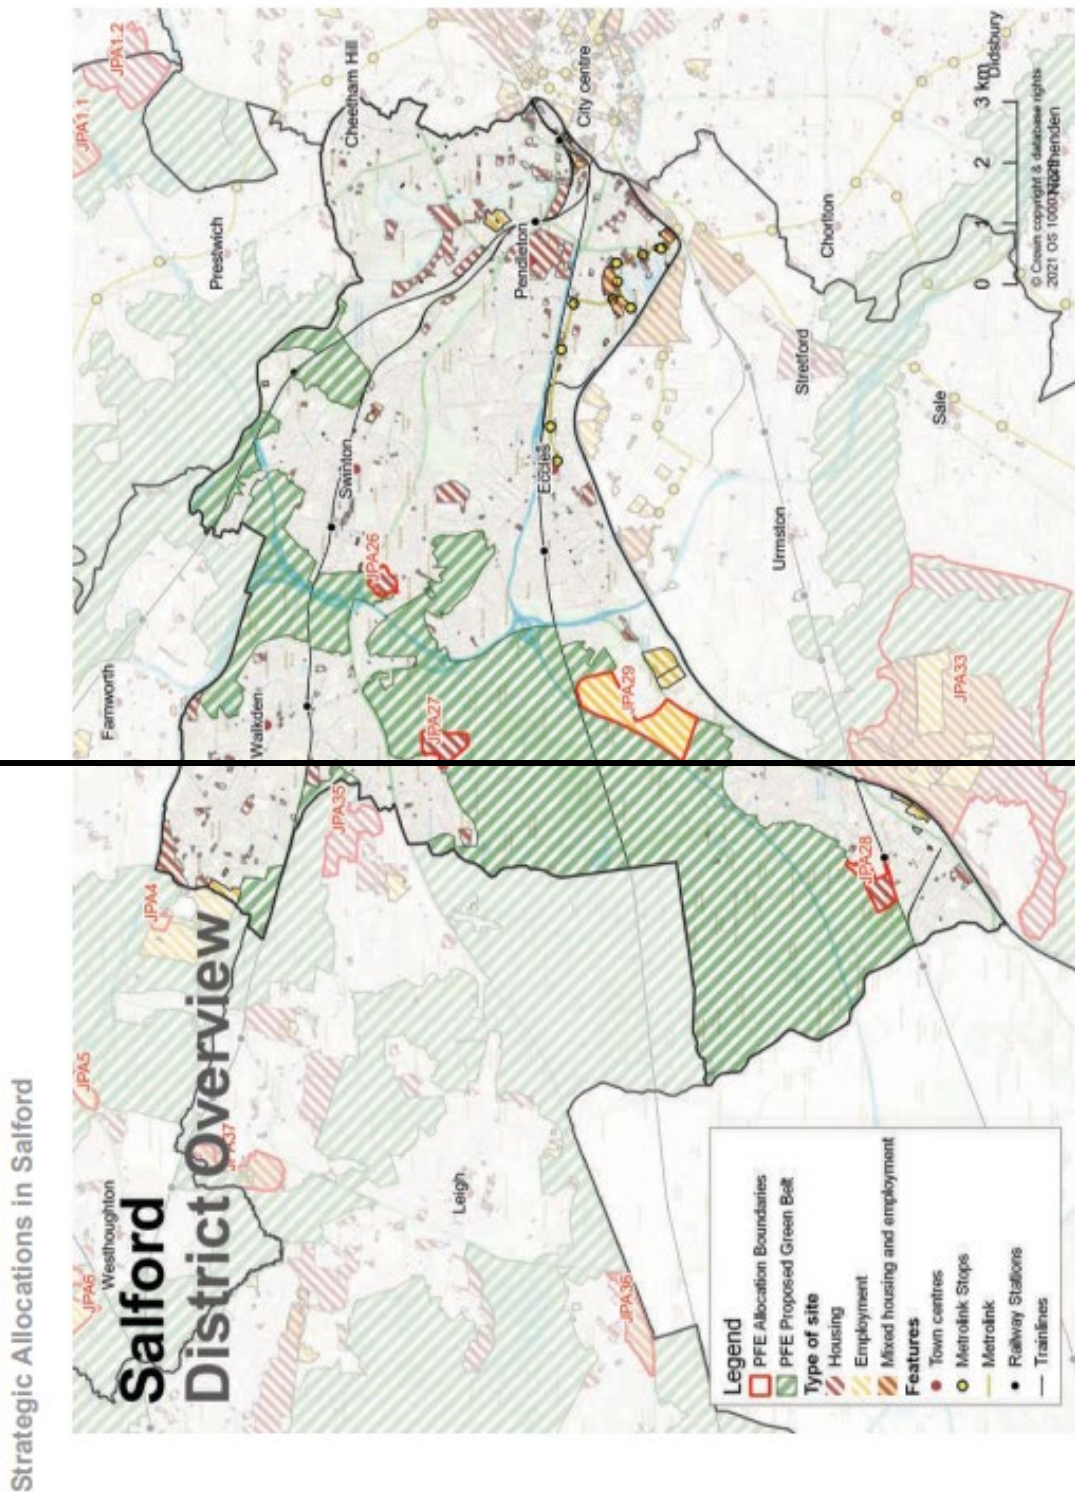 Strategic Allocations in Salford
Salford
District Overview
JPA6
Westhoughton
JPA5
JPA37
JPA4
Farnworth
JPA1.1
JPA1.2
Prestwich
Cheetham Hill
Walkden
Swinton
JPA35
JPA26
Leigh
JPA27
Eccles
Pendleton
City centre
JPA36
JPA29
JPA28
Urmston
Stretford
Chorlton
JPA33
Sale
Didsbury
Northenden
0 1 2 3 km
© Crown copyright & database rights
2021 OS 1000
Legend
PFE Allocation Boundaries
PFE Proposed Green Belt
Type of site
Housing
Employment
Mixed housing and employment
Features
Town centres
Metrolink Stops
Metrolink
Railway Stations
Trainlines